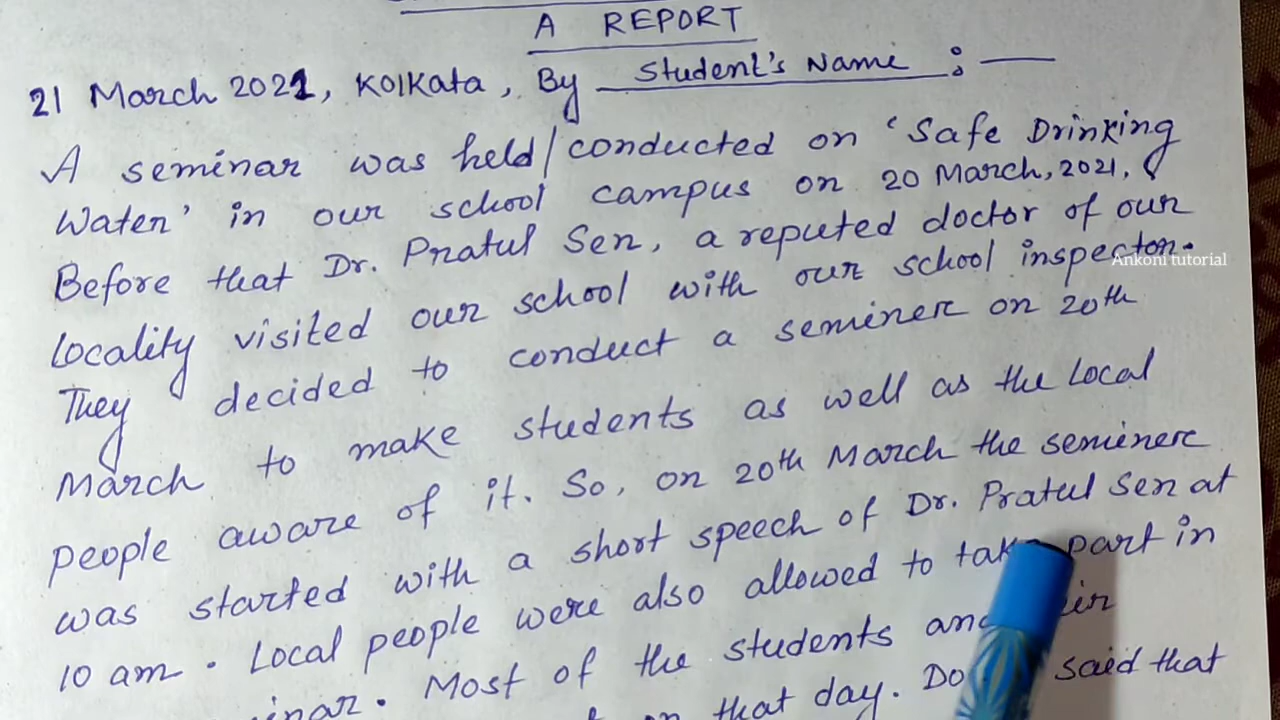 A REPORT
21 March 2021, Kolkata, By Student's Name : —
A seminar was held/conducted on 'Safe Drinking
Water' in our school campus on 20 March, 2021,
Before that Dr. Pratul Sen, a reputed doctor of our
locality visited our school with our school inspector.
Ankoni tutorial
They decided to conduct a seminer on 20th
March to make students as well as the local
people aware of it. So, on 20th March the seminer
was started with a short speech of Dr. Pratul Sen at
10 am. Local people were also allowed to take part in
Most of the students and
that day. said that